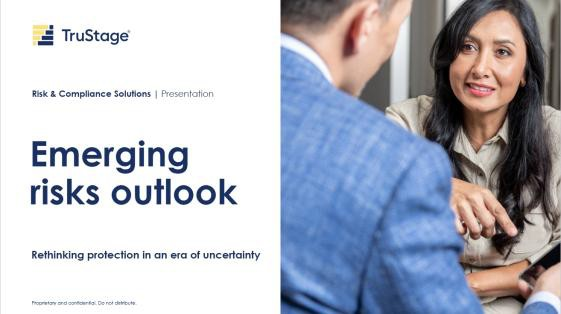 TruStage®
Risk & Compliance Solutions | Presentation
Emerging
risks outlook
Rethinking protection in an era of uncertainty
Proprietary and confidential. Do not distribute.